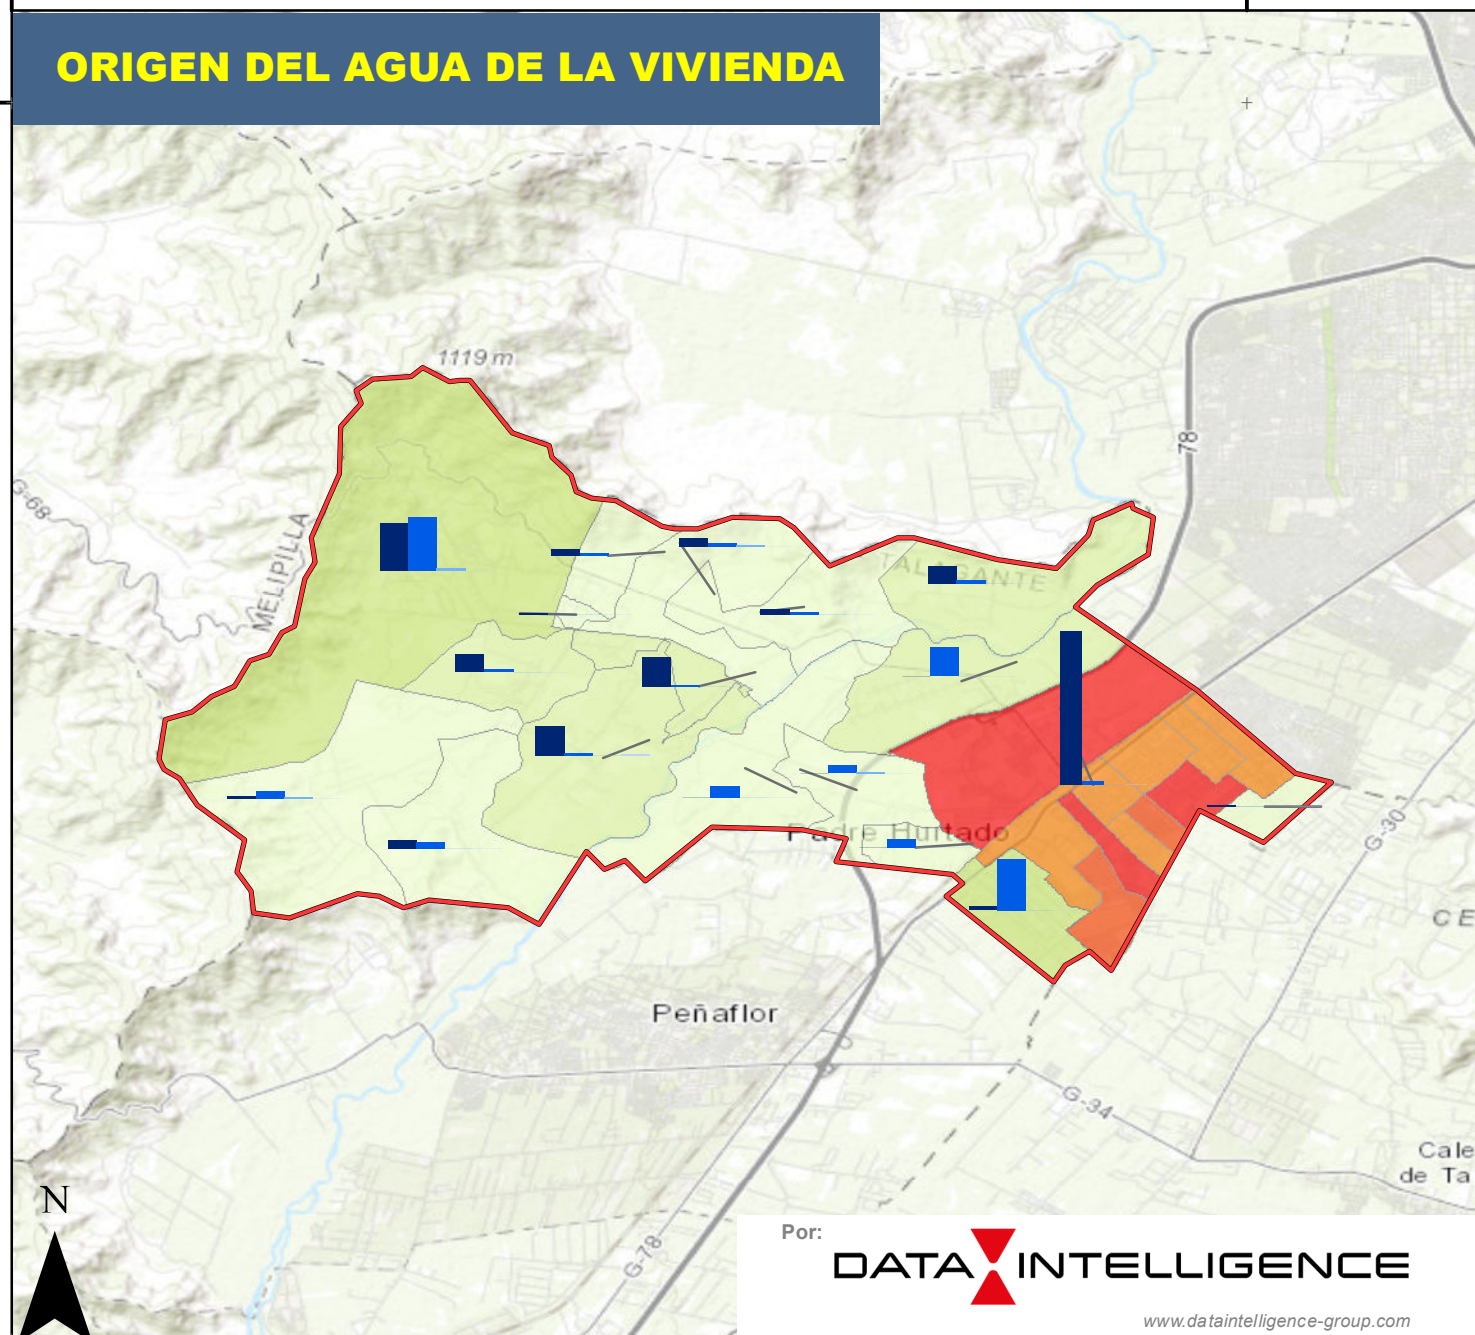 ORIGEN DEL AGUA DE LA VIVIENDA
1119 m
78
G-68
MELIPILLA
TALAGANTE
Padre Hurtado
G-30
CE
Peñaflor
G-34
Cale
de Ta
N
G-78
Por:
DATA INTELLIGENCE
www.dataintelligence-group.com